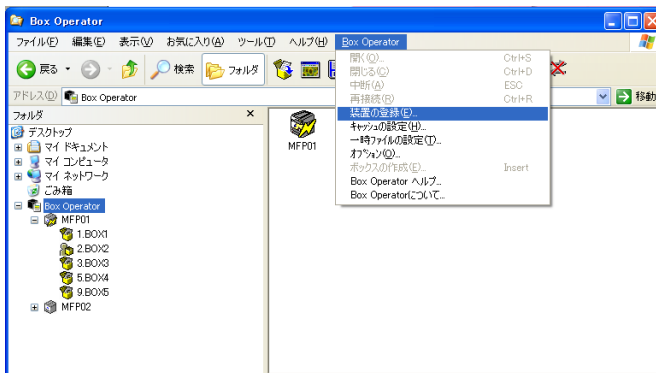 Box Operator
ファイル(F) 編集(E) 表示(V) お気に入り(A) ツール(T) ヘルプ(H) Box Operator
戻る 検索 フォルダ
アドレス(D) Box Operator 移動
開く(O)... Ctrl+S
閉じる(C) Ctrl+D
中断(A) ESC
再接続(R) Ctrl+R
装置の登録(E)...
キャッシュの設定(H)...
一時ファイルの設定(T)...
オプション(O)...
ボックスの作成(E)... Insert
Box Operator ヘルプ...
Box Operatorについて...
フォルダ
デスクトップ
マイ ドキュメント
マイ コンピュータ
マイ ネットワーク
ごみ箱
Box Operator
MFP01
1.BOX1
2.BOX2
3.BOX3
5.BOX4
9.BOX5
MFP02
MFP01